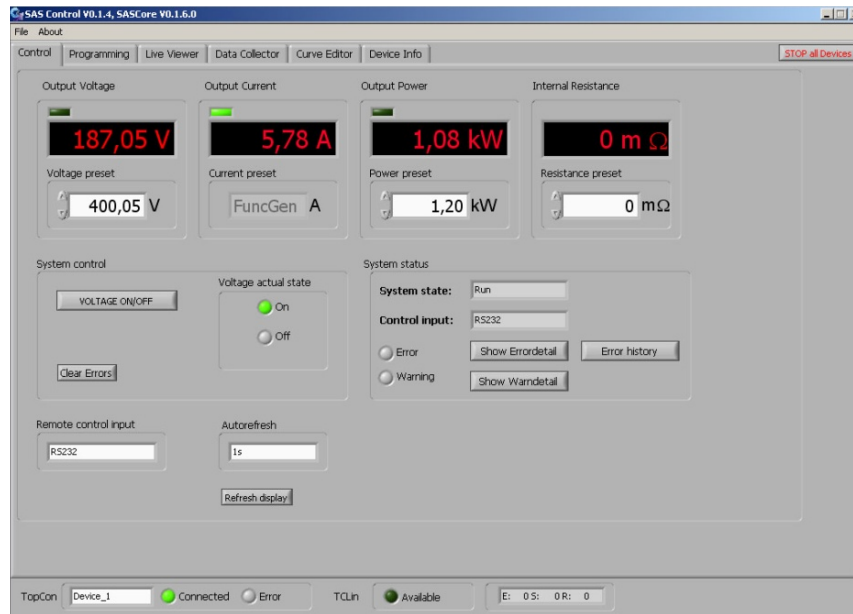 SAS Control V0.1.4, SASCore V0.1.6.0
File About
Control Programming Live Viewer Data Collector Curve Editor Device Info STOP all Devices
Output Voltage Output Current Output Power Internal Resistance
187,05 V 5,78 A 1,08 kW 0 m Ω
Voltage preset Current preset Power preset Resistance preset
400,05 V FuncGen A 1,20 kW 0 mΩ
System control System status
Voltage actual state
System state: Run
VOLTAGE ON/OFF On
Control input: RS232
Off
Error Show Errordetail Error history
Clear Errors Warning Show Warndetail
Remote control input Autorefresh
RS232 1s
Refresh display
TopCon Device_1 Connected Error TCLin Available E: 0 S: 0 R: 0